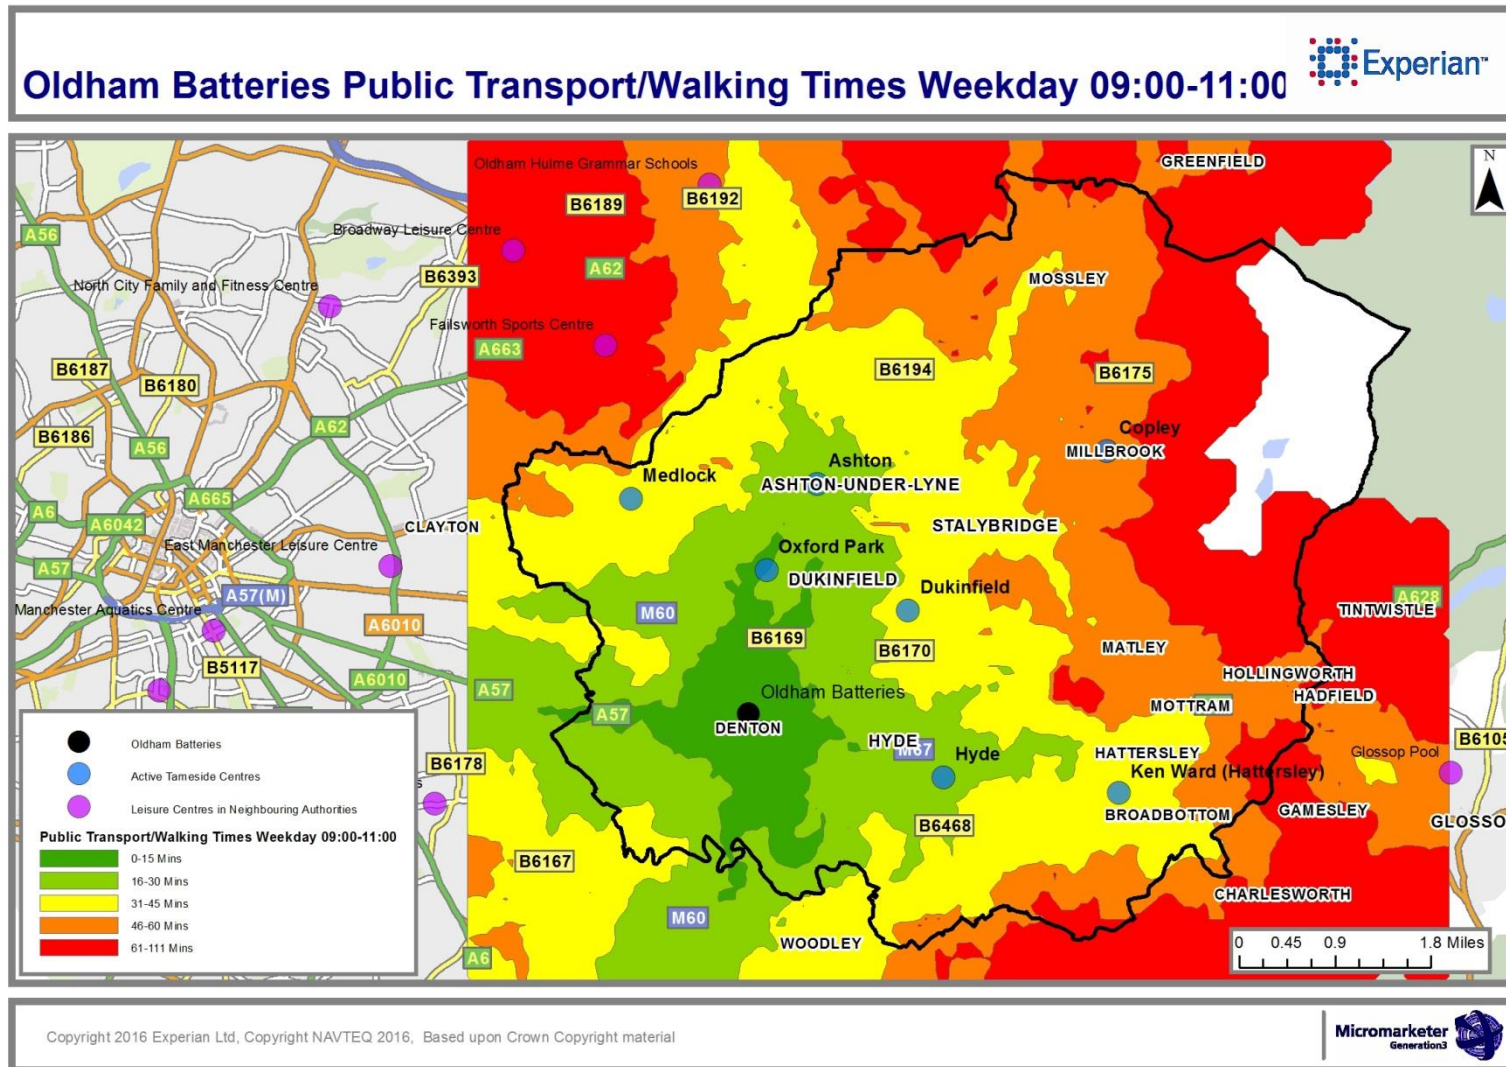 Oldham Batteries Public Transport/Walking Times Weekday 09:00-11:00
Experian™
N
GREENFIELD
Oldham Hulme Grammar Schools
B6192
B6189
A56
Broadway Leisure Centre
B6393
A62
MOSSLEY
North City Family and Fitness Centre
Failsworth Sports Centre
A663
B6187
B6180
B6194
B6175
A62
Copley
B6186
A56
MILLBROOK
Ashton
Medlock
ASHTON-UNDER-LYNE
A665
A6
A6042
CLAYTON
STALYBRIDGE
East Manchester Leisure Centre
Oxford Park
A57
DUKINFIELD
Dukinfield
A57(M)
A628
Manchester Aquatics Centre
M60
TINTWISTLE
A6010
B6169
MATLEY
B5117
B6170
HOLLINGWORTH
A6010
A57
Oldham Batteries
HADFIELD
MOTTRAM
A57
DENTON
HYDE
M67
Hyde
HATTERSLEY
Glossop Pool
B6105
B6178
Ken Ward (Hattersley)
s
GAMESLEY
BROADBOTTOM
GLOSSO
B6468
B6167
CHARLESWORTH
M60
WOODLEY
A6
Oldham Batteries
Active Tameside Centres
Leisure Centres in Neighbouring Authorities
Public Transport/Walking Times Weekday 09:00-11:00
0-15 Mins
16-30 Mins
31-45 Mins
46-60 Mins
61-111 Mins
0 0.45 0.9 1.8 Miles
Copyright 2016 Experian Ltd, Copyright NAVTEQ 2016, Based upon Crown Copyright material
Micromarketer
Generation3